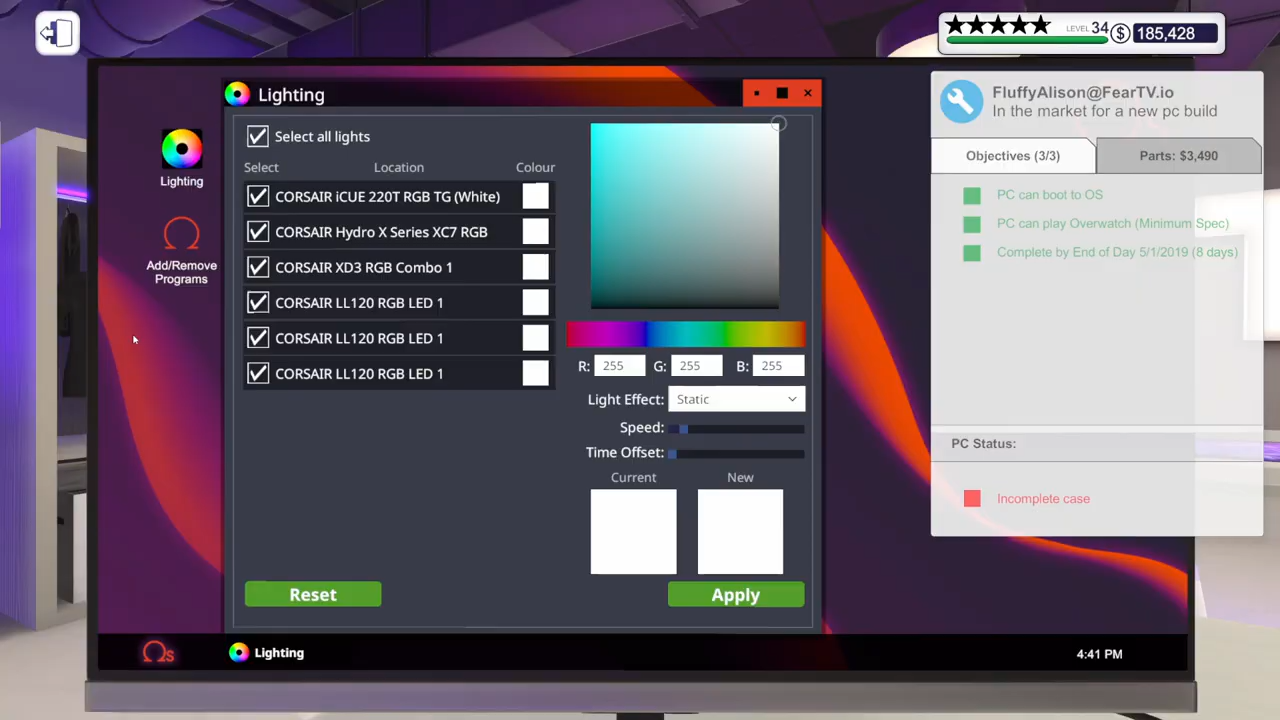 LEVEL 34
$ 185,428
Lighting
Select all lights
Select Location Colour
CORSAIR iCUE 220T RGB TG (White)
CORSAIR Hydro X Series XC7 RGB
CORSAIR XD3 RGB Combo 1
CORSAIR LL120 RGB LED 1
CORSAIR LL120 RGB LED 1
CORSAIR LL120 RGB LED 1
R: 255 G: 255 B: 255
Light Effect: Static
Speed:
Time Offset:
Current New
Reset Apply
Lighting
Add/Remove
Programs
FluffyAlison@FearTV.io
In the market for a new pc build
Objectives (3/3) Parts: $3,490
PC can boot to OS
PC can play Overwatch (Minimum Spec)
Complete by End of Day 5/1/2019 (8 days)
PC Status:
Incomplete case
Ωs
Lighting
4:41 PM